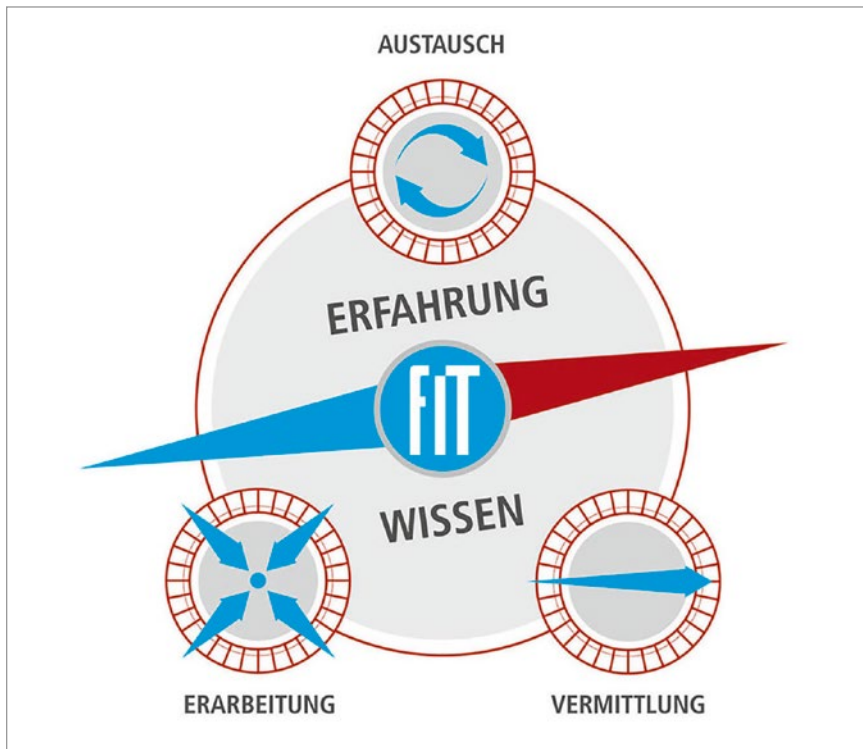 AUSTAUSCH
ERFAHRUNG
FIT
WISSEN
ERARBEITUNG
VERMITTLUNG